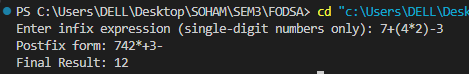 PS C:\Users\DELL\Desktop\SOHAM\SEM3\FODSA> cd "c:\Users\DELL\Desk
Enter infix expression (single-digit numbers only): 7+(4*2)-3
Postfix form: 742*+3-
Final Result: 12